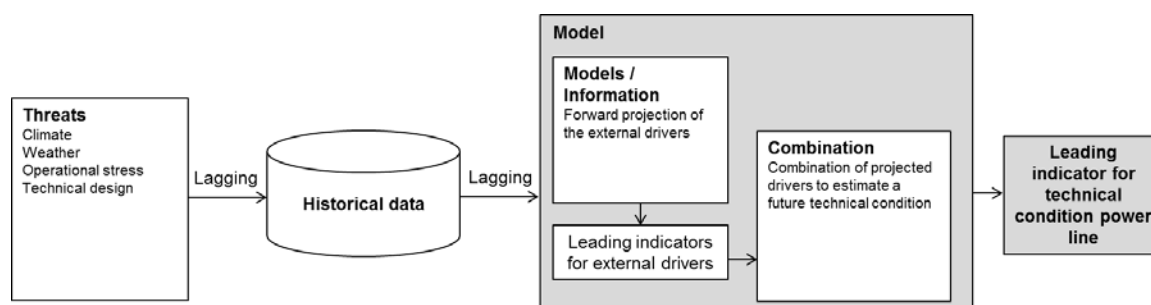 Threats
Climate
Weather
Operational stress
Technical design
Lagging
Historical data
Lagging
Model
Models /
Information
Forward projection of
the external drivers
Leading indicators
for external drivers
Combination
Combination of projected
drivers to estimate a
future technical condition
Leading
indicator for
technical
condition power
line